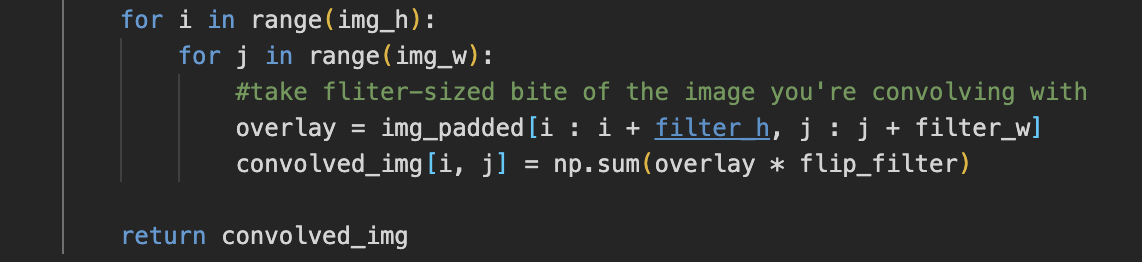 for i in range(img_h):
for j in range(img_w):
#take fliter-sized bite of the image you're convolving with
overlay = img_padded[i : i + filter_h, j : j + filter_w]
convolved_img[i, j] = np.sum(overlay * flip_filter)
return convolved_img